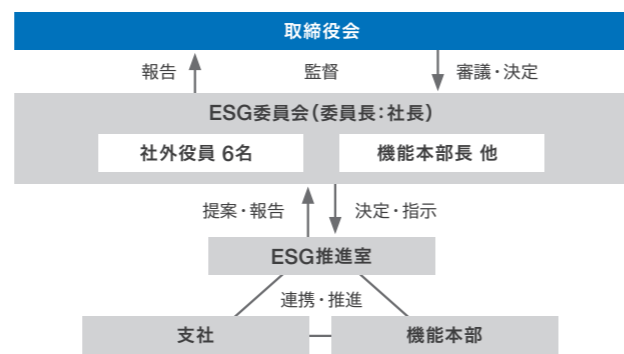 取締役会
報告 監督 審議・決定
ESG委員会（委員長：社長）
社外役員 6名 機能本部長 他
提案・報告 決定・指示
ESG推進室
連携・推進
支社 機能本部